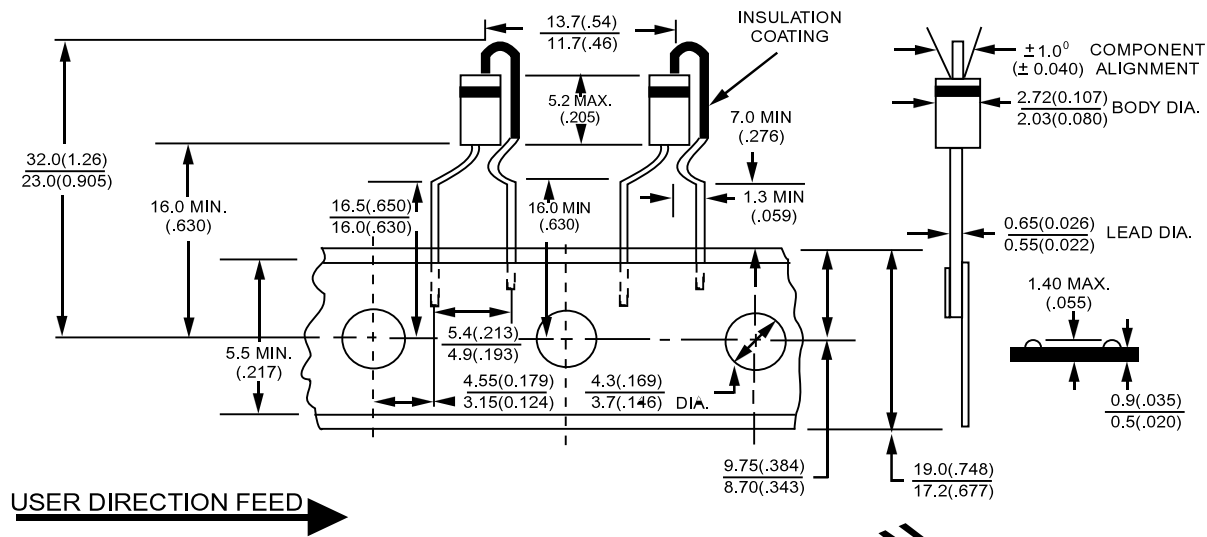 13.7(.54)
11.7(.46)
INSULATION
COATING
± 1.0⁰
(± 0.040)
COMPONENT
ALIGNMENT
5.2 MAX.
(.205)
7.0 MIN
(.276)
2.72(0.107)
2.03(0.080)
BODY DIA.
32.0(1.26)
23.0(0.905)
16.0 MIN.
(.630)
16.5(.650)
16.0(.630)
16.0 MIN
(.630)
1.3 MIN
(.059)
0.65(0.026)
0.55(0.022)
LEAD DIA.
1.40 MAX.
(.055)
5.5 MIN.
(.217)
5.4(.213)
4.9(.193)
4.55(0.179)
3.15(0.124)
4.3(.169)
3.7(.146)
DIA.
0.9(.035)
0.5(.020)
9.75(.384)
8.70(.343)
19.0(.748)
17.2(.677)
USER DIRECTION FEED